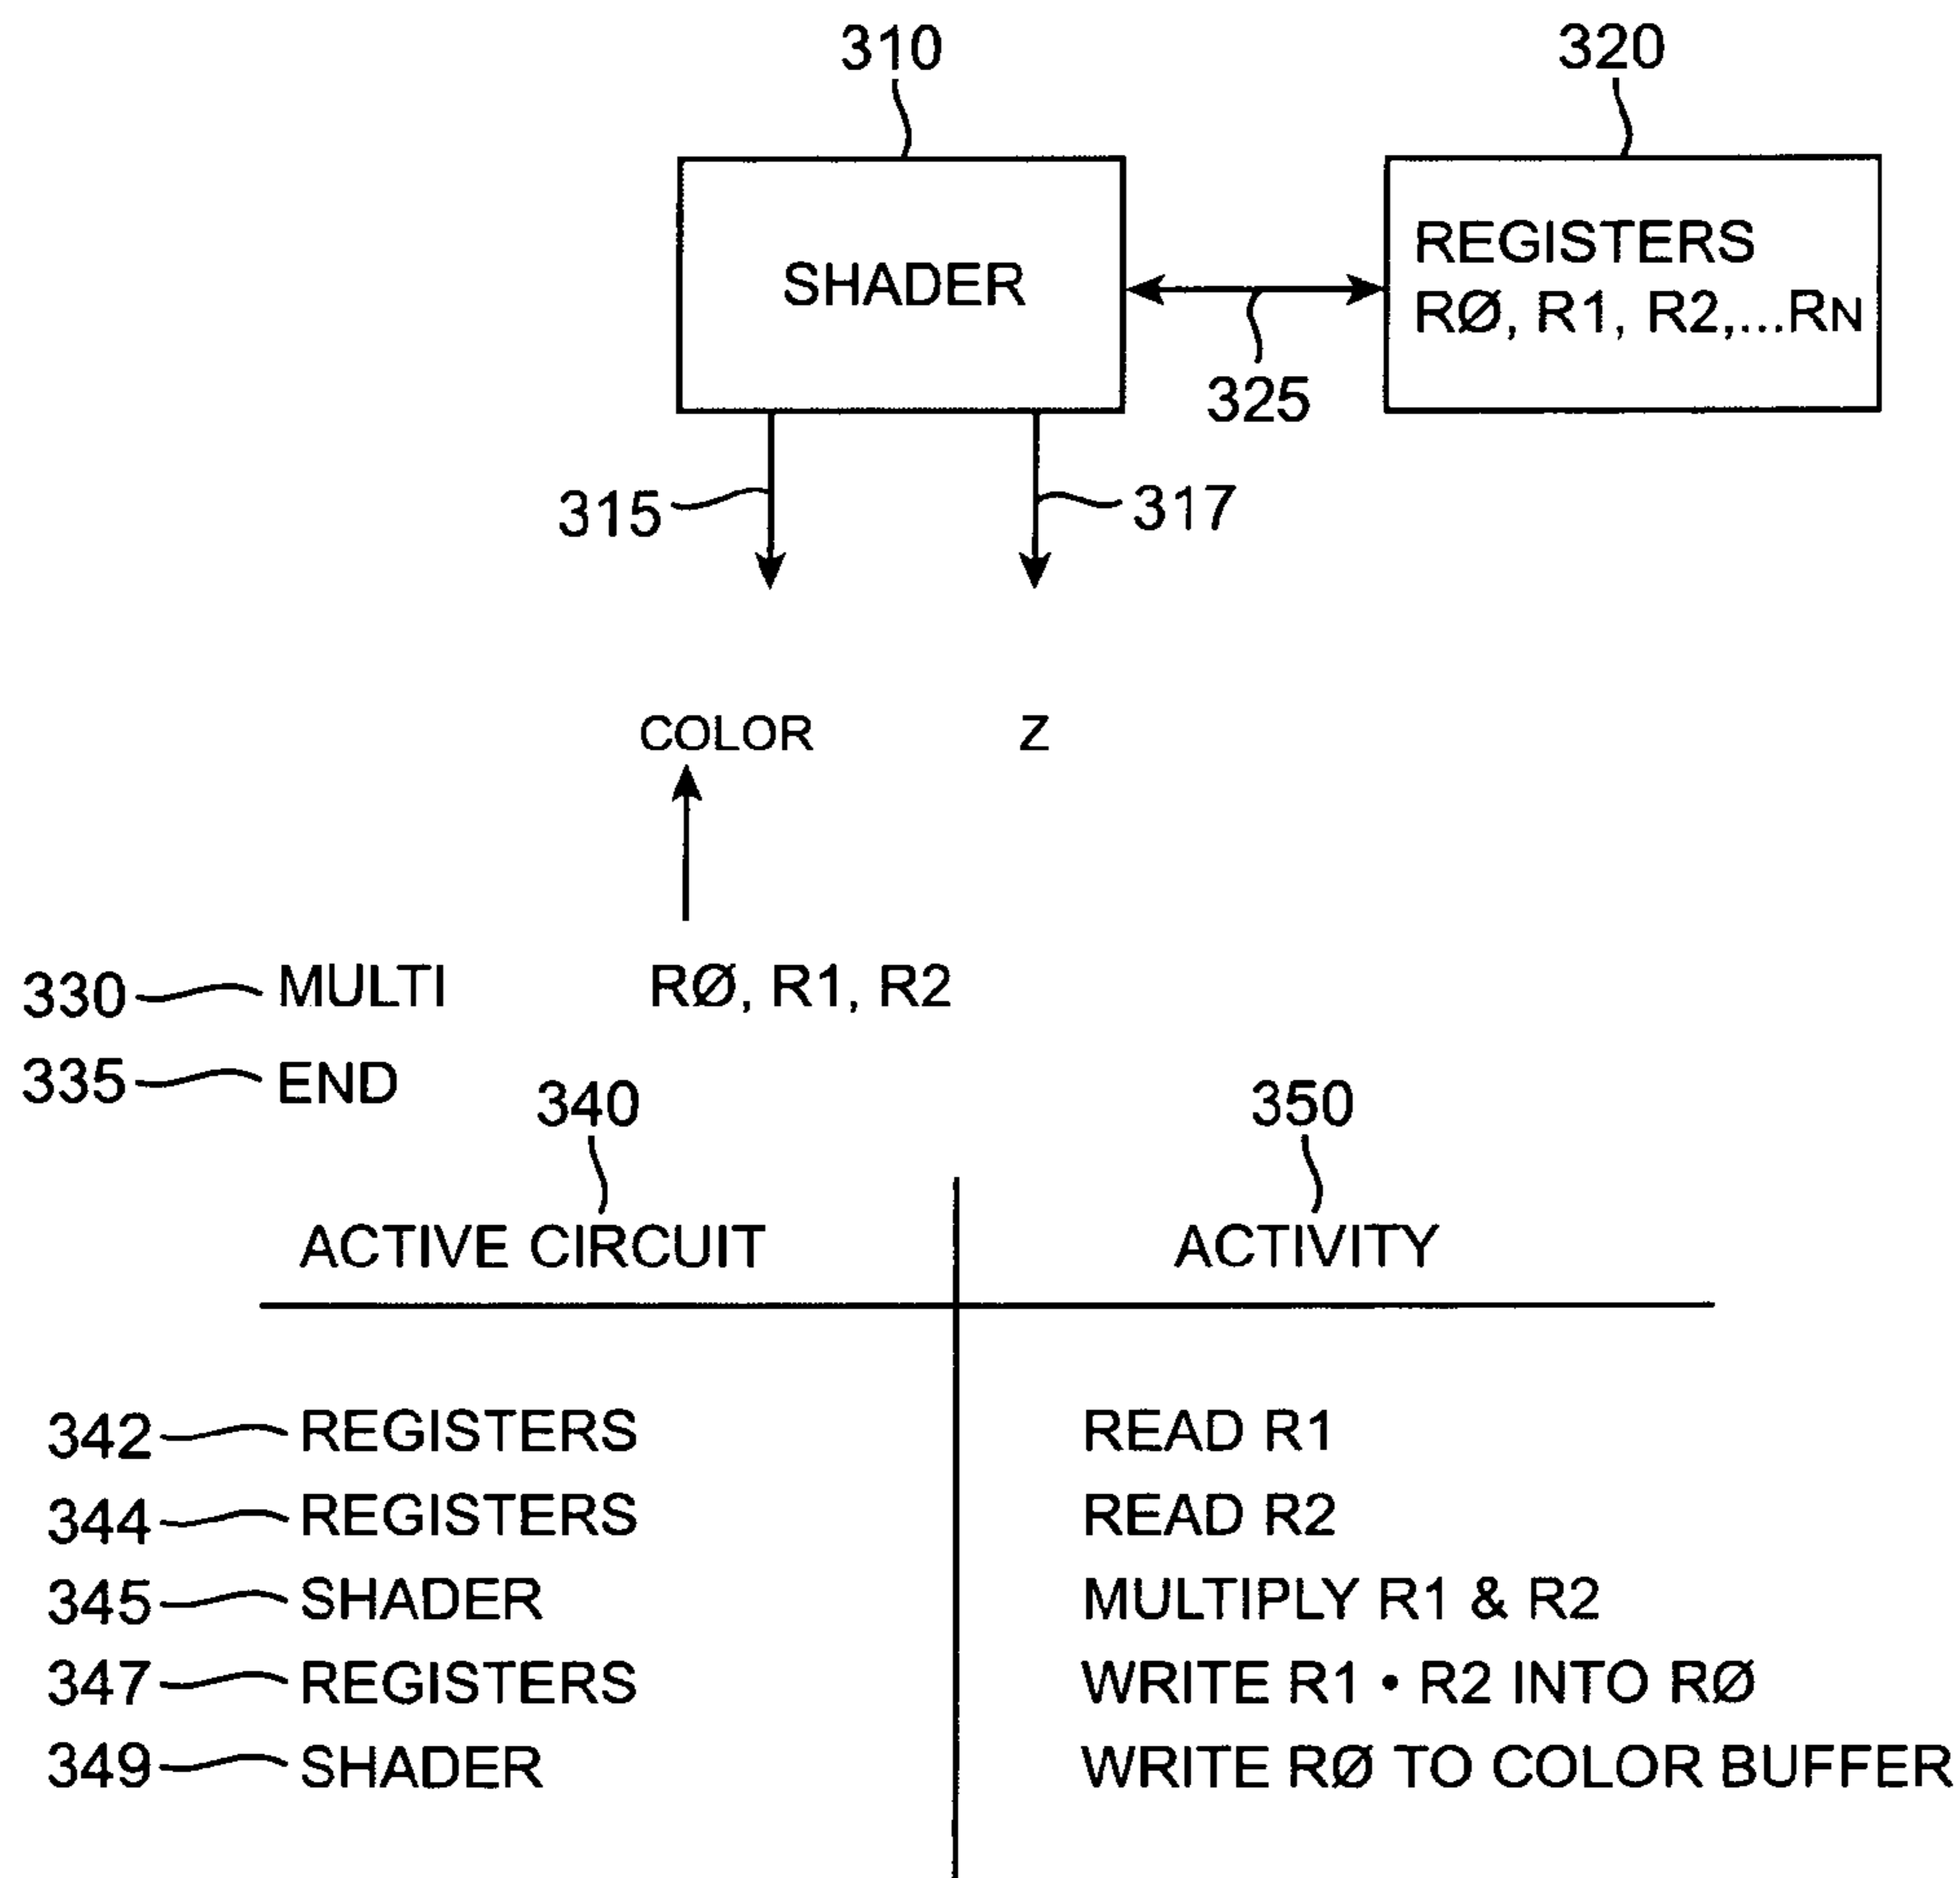 310 320
SHADER
REGISTERS
RØ, R1, R2,...RN
325
315 317
COLOR Z
330 MULTI RØ, R1, R2
335 END
340 350
ACTIVE CIRCUIT ACTIVITY
342 REGISTERS READ R1
344 REGISTERS READ R2
345 SHADER MULTIPLY R1 & R2
347 REGISTERS WRITE R1 • R2 INTO RØ
349 SHADER WRITE RØ TO COLOR BUFFER